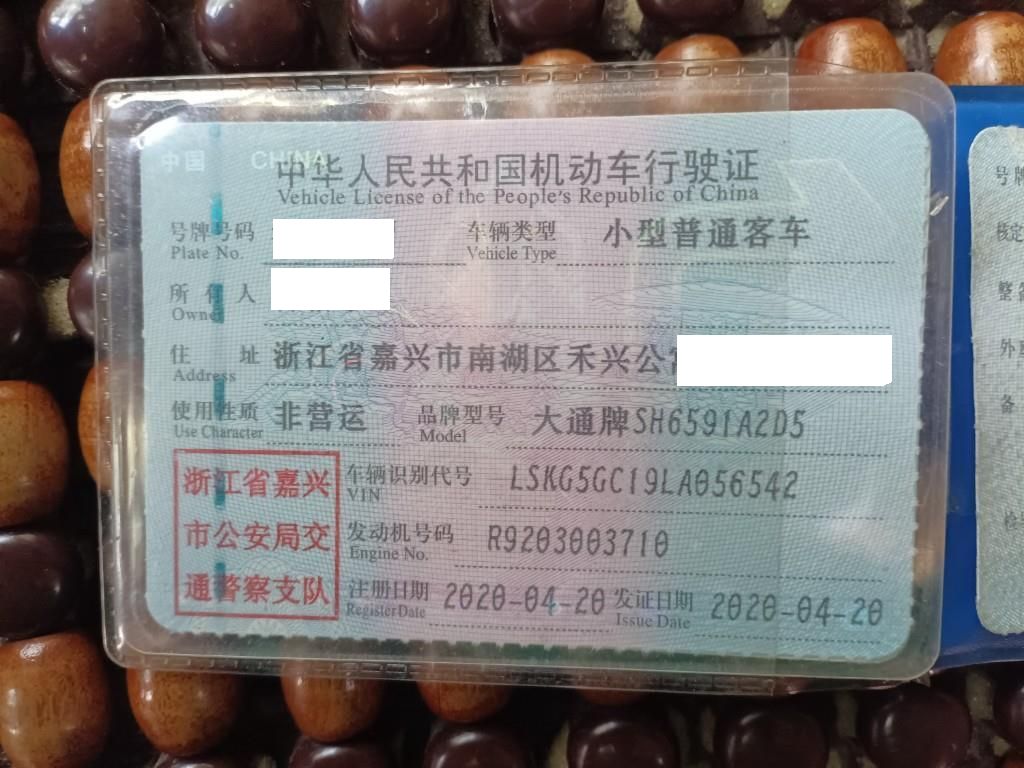 中国 CHINA
中华人民共和国机动车行驶证
Vehicle License of the People's Republic of China
号牌号码
Plate No.
车辆类型 小型普通客车
Vehicle Type
所有人
Owner
住址 浙江省嘉兴市南湖区禾兴公
Address
使用性质 非营运
Use Character
品牌型号 大通牌SH6591A2D5
Model
浙江省嘉兴
市公安局交
通警察支队
车辆识别代号 LSKG5GC19LA056542
VIN
发动机号码 R9203003710
Engine No.
注册日期 2020-04-20
Register Date
发证日期 2020-04-20
Issue Date
号牌
核定
外
备
检